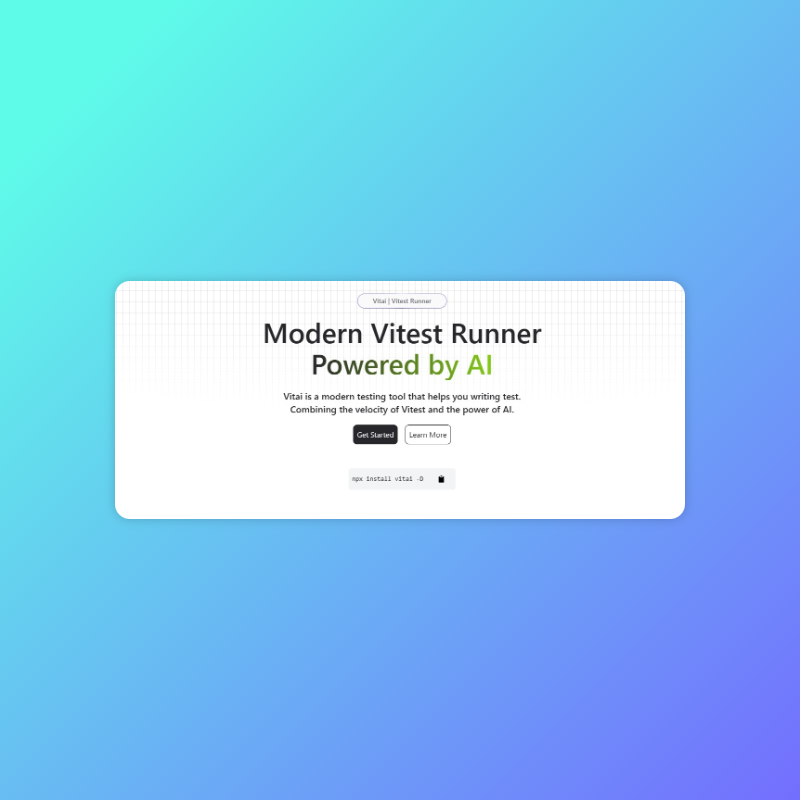 Vitai | Vitest Runner
Modern Vitest Runner
Powered by AI
Vitai is a modern testing tool that helps you writing test.
Combining the velocity of Vitest and the power of AI.
Get Started Learn More
npx install vitai -D